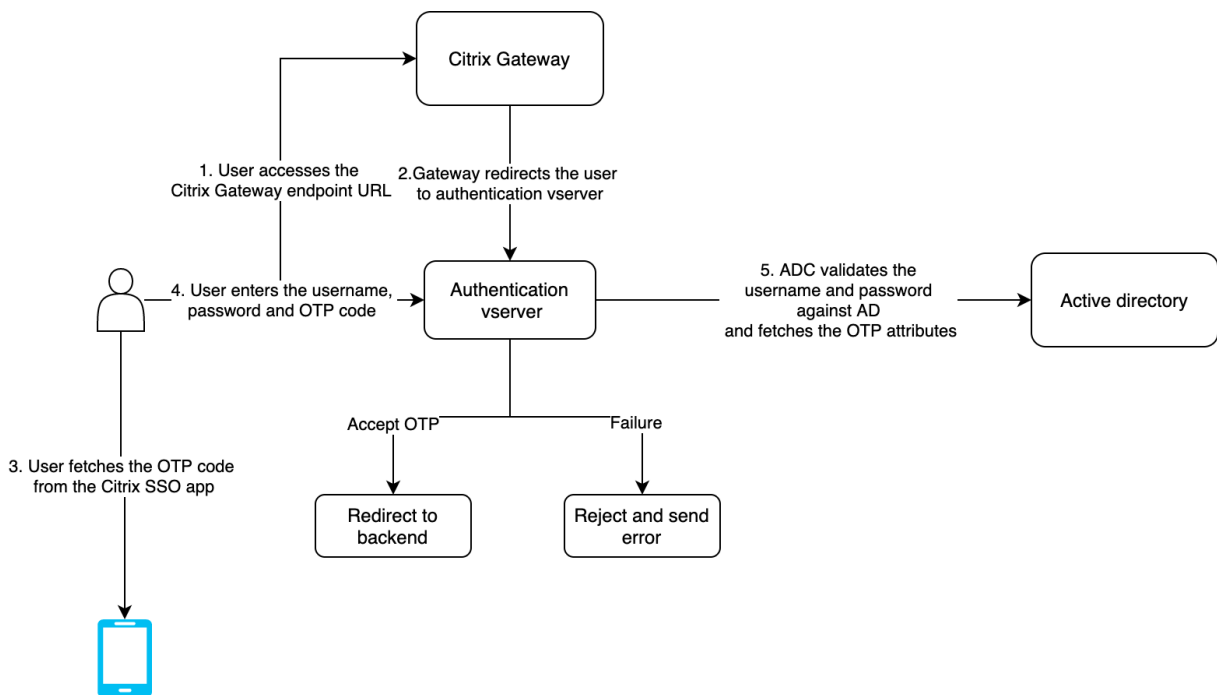 Citrix Gateway
1. User accesses the
Citrix Gateway endpoint URL
2.Gateway redirects the user
to authentication vserver
4. User enters the username,
password and OTP code
Authentication
vserver
5. ADC validates the
username and password
against AD
and fetches the OTP attributes
Active directory
Accept OTP
Failure
3. User fetches the OTP code
from the Citrix SSO app
Redirect to
backend
Reject and send
error